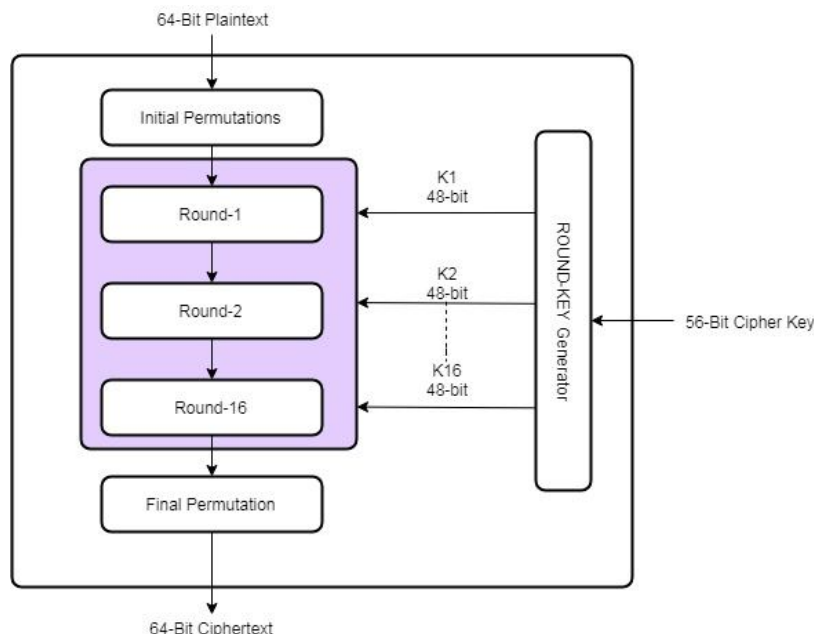 64-Bit Plaintext
Initial Permutations
K1
48-bit
Round-1
K2
48-bit
Round-2
ROUND-KEY Generator
56-Bit Cipher Key
K16
48-bit
Round-16
Final Permutation
64-Bit Ciphertext